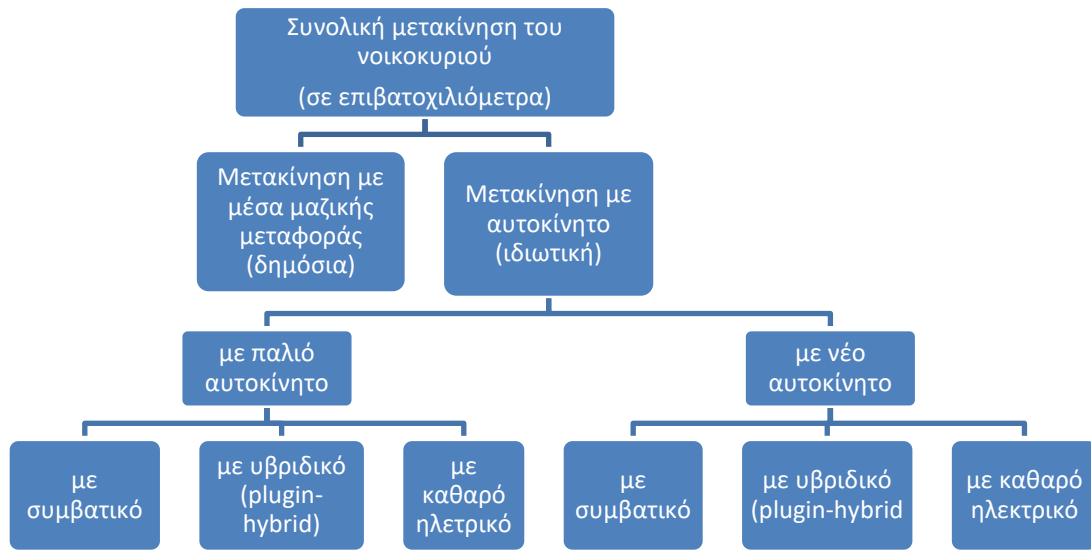 Συνολική μετακίνηση του
νοικοκυριού
(σε επιβατοχιλιόμετρα)
Μετακίνηση με
μέσα μαζικής
μεταφοράς
(δημόσια)
Μετακίνηση με
αυτοκίνητο
(ιδιωτική)
με παλιό
αυτοκίνητο
με νέο
αυτοκίνητο
με
συμβατικό
με υβριδικό
(plugin-
hybrid)
με
καθαρό
ηλετρικό
με
συμβατικό
με υβριδικό
(plugin-hybrid
με καθαρό
ηλεκτρικό